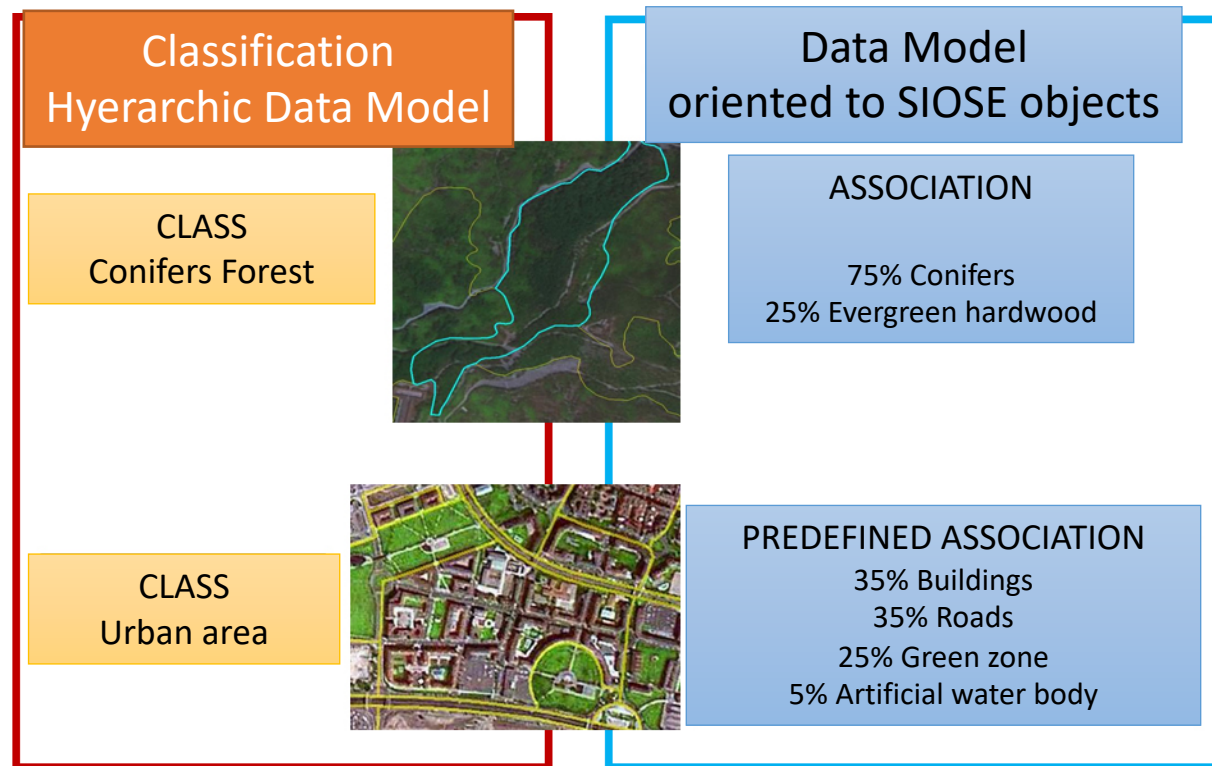 Classification
Hyerarchic Data Model
Data Model
oriented to SIOSE objects
CLASS
Conifers Forest
ASSOCIATION
75% Conifers
25% Evergreen hardwood
CLASS
Urban area
PREDEFINED ASSOCIATION
35% Buildings
35% Roads
25% Green zone
5% Artificial water body